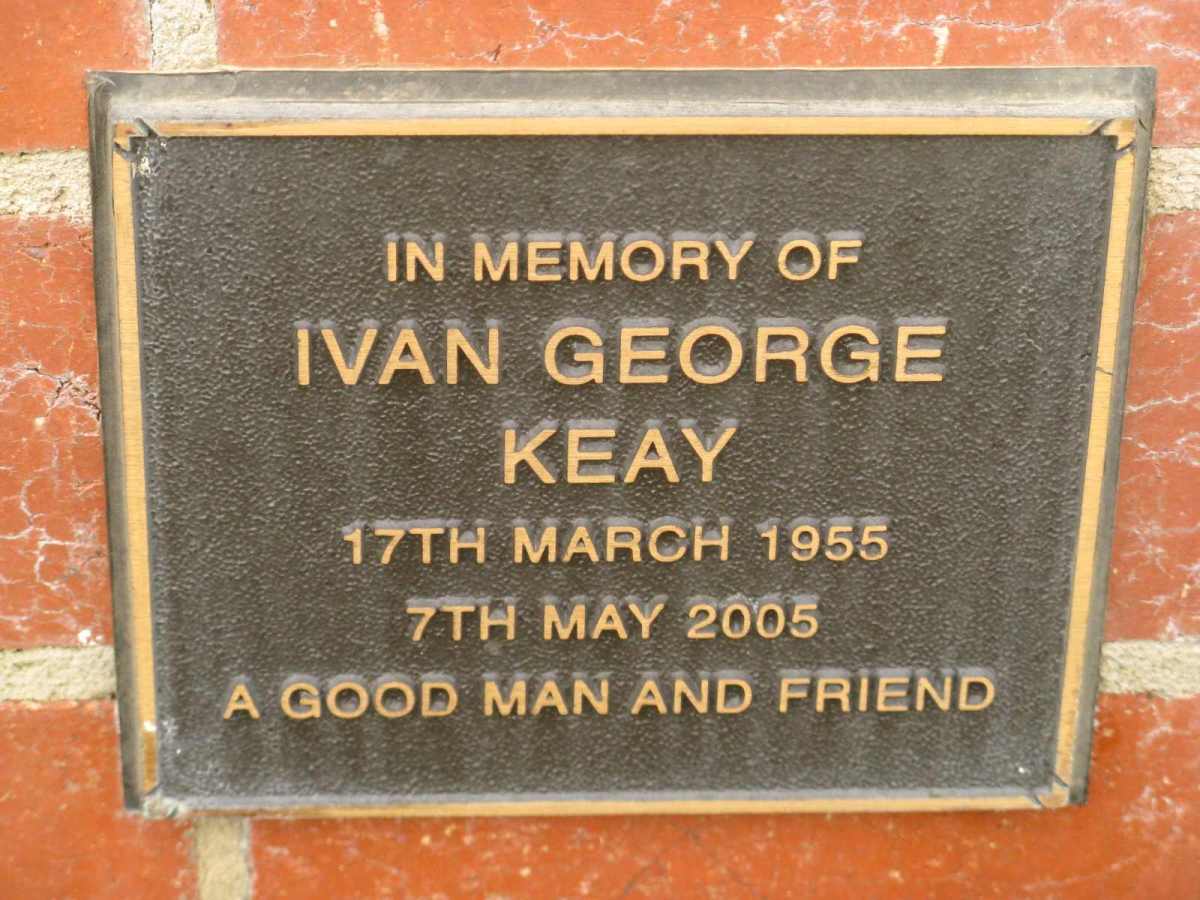 IN MEMORY OF
IVAN GEORGE
KEAY
17TH MARCH 1955
7TH MAY 2005
A GOOD MAN AND FRIEND